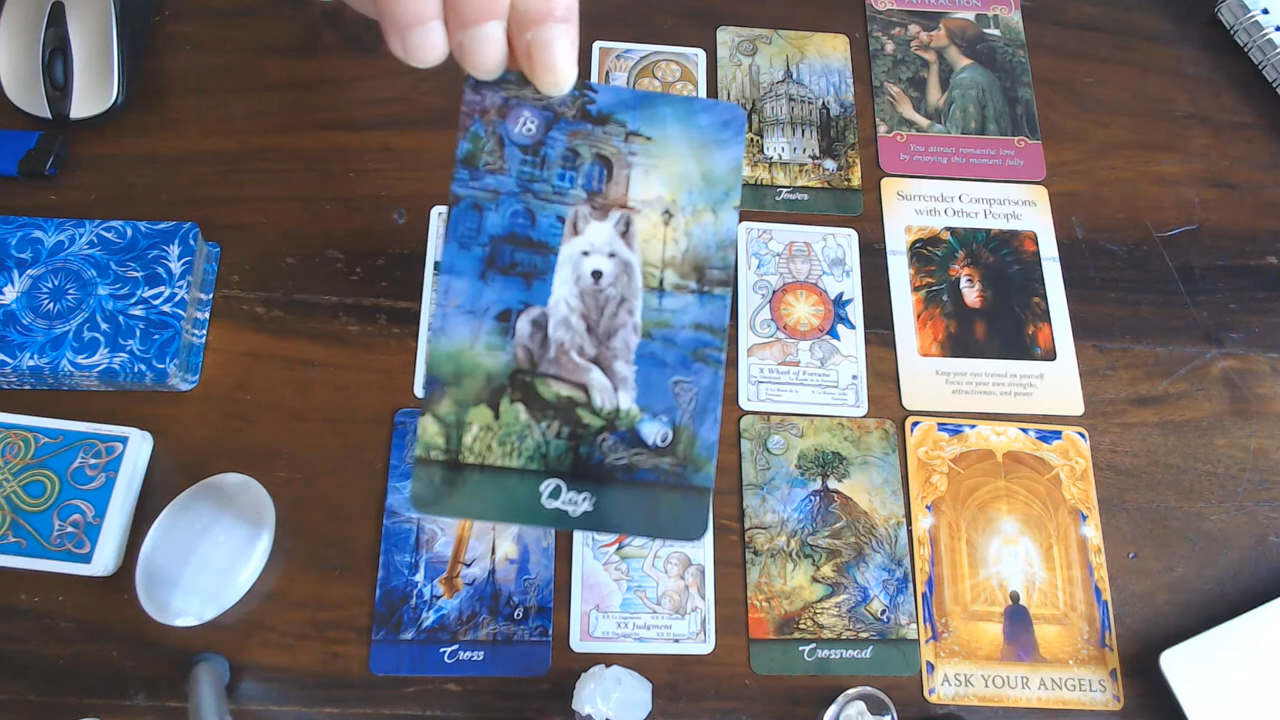 ATTRACTION
You attract romantic love
by enjoying this moment fully
18
Tower
Surrender Comparisons
with Other People
Keep your eyes trained on yourself.
Focus on your own strengths,
attractiveness, and power
X Wheel of Fortune
10
Dog
6
Cross
XX Judgment
Crossroad
ASK YOUR ANGELS